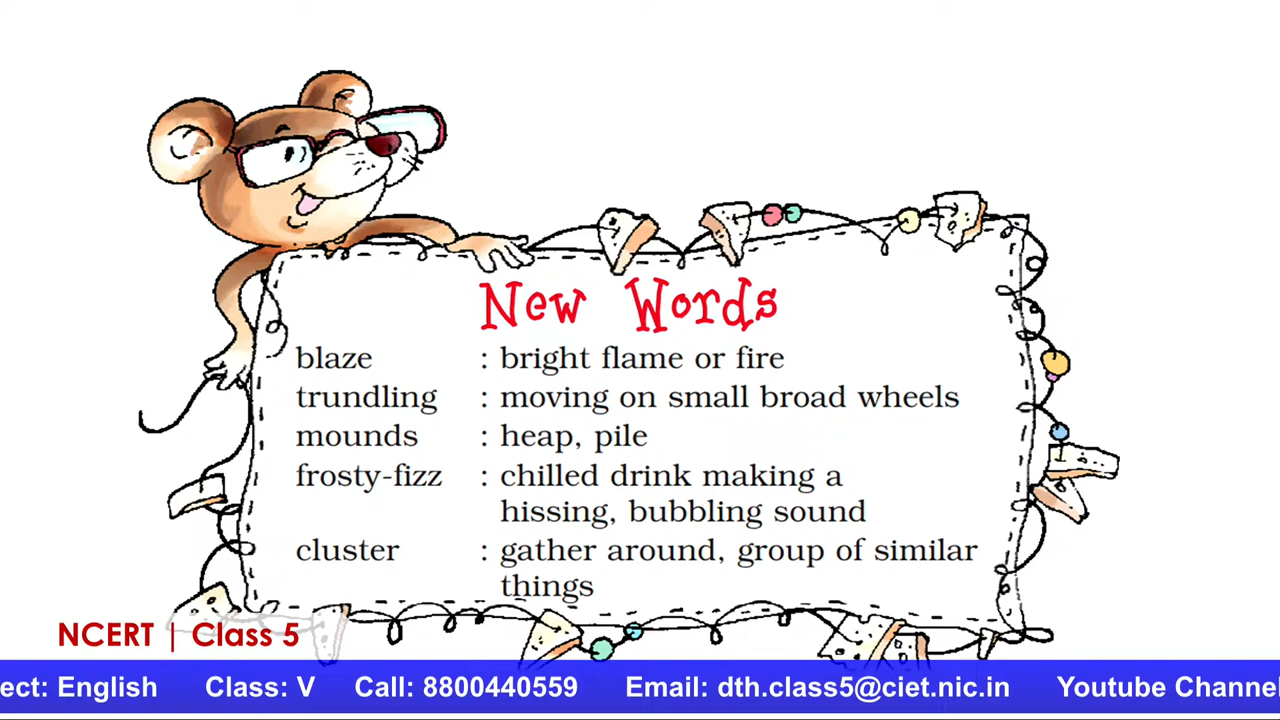 New Words
blaze : bright flame or fire
trundling : moving on small broad wheels
mounds : heap, pile
frosty-fizz : chilled drink making a
hissing, bubbling sound
cluster : gather around, group of similar
things
NCERT | Class 5
ect: English Class: V Call: 8800440559 Email: dth.class5@ciet.nic.in Youtube Channel